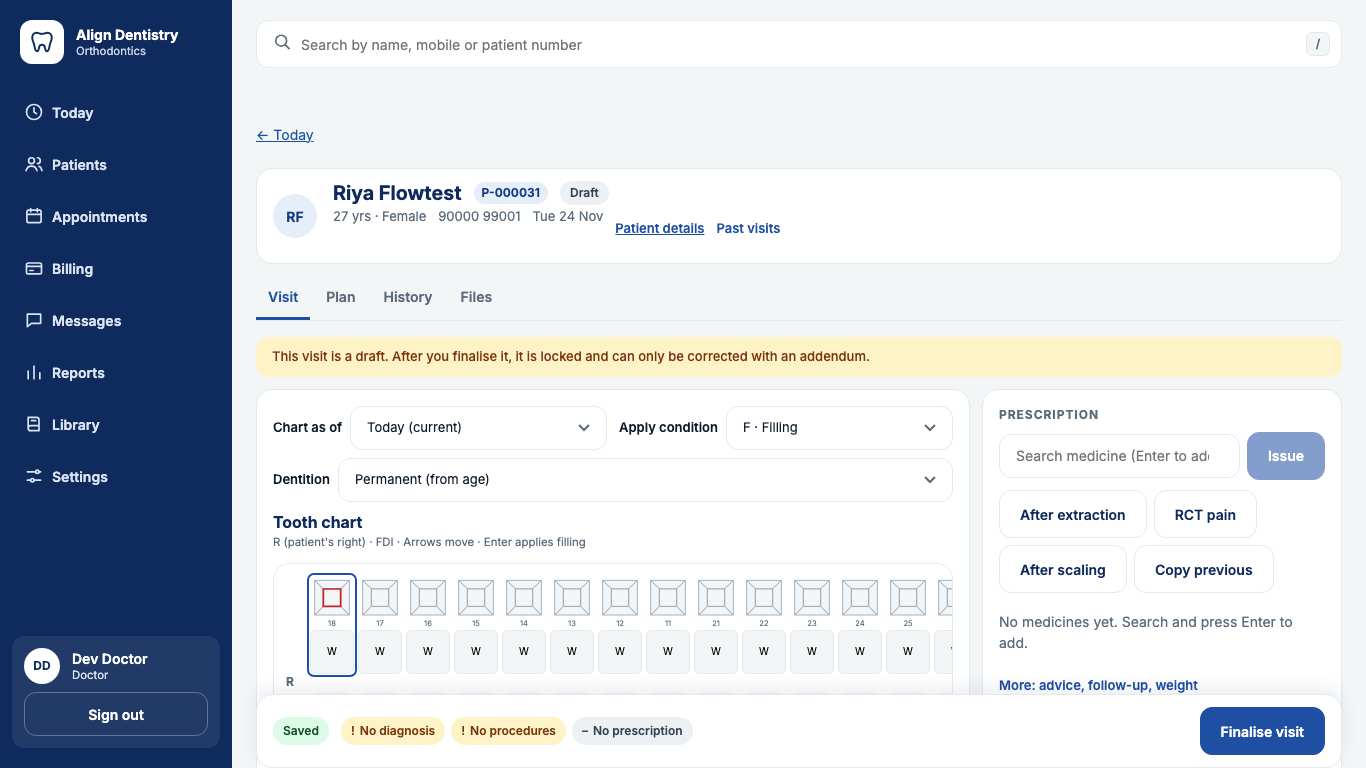 Align Dentistry
Orthodontics
Today
Patients
Appointments
Billing
Messages
Reports
Library
Settings
DD
Dev Doctor
Doctor
Sign out
Search by name, mobile or patient number
/
← Today
RF
Riya Flowtest P-000031 Draft
27 yrs · Female 90000 99001 Tue 24 Nov
Patient details Past visits
Visit Plan History Files
This visit is a draft. After you finalise it, it is locked and can only be corrected with an addendum.
Chart as of Today (current) Apply condition F · Filling
Dentition Permanent (from age)
Tooth chart
R (patient's right) · FDI · Arrows move · Enter applies filling
18 17 16 15 14 13 12 11 21 22 23 24 25
W W W W W W W W W W W W W
R
PRESCRIPTION
Search medicine (Enter to ad
Issue
After extraction RCT pain
After scaling Copy previous
No medicines yet. Search and press Enter to
add.
More: advice, follow-up, weight
Saved ! No diagnosis ! No procedures – No prescription
Finalise visit